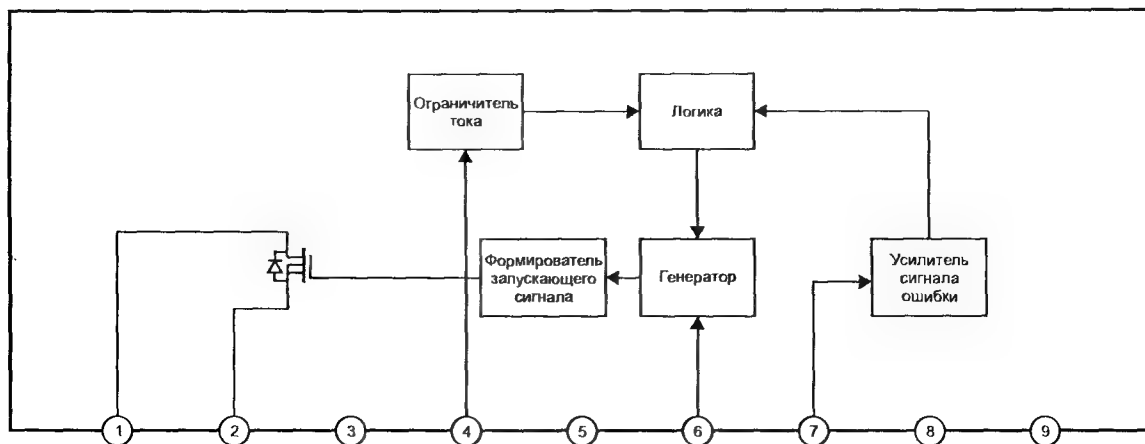 Ограничитель
тока
Логика
Формирователь
запускающего
сигнала
Генератор
Усилитель
сигнала
ошибки
1 2 3 4 5 6 7 8 9